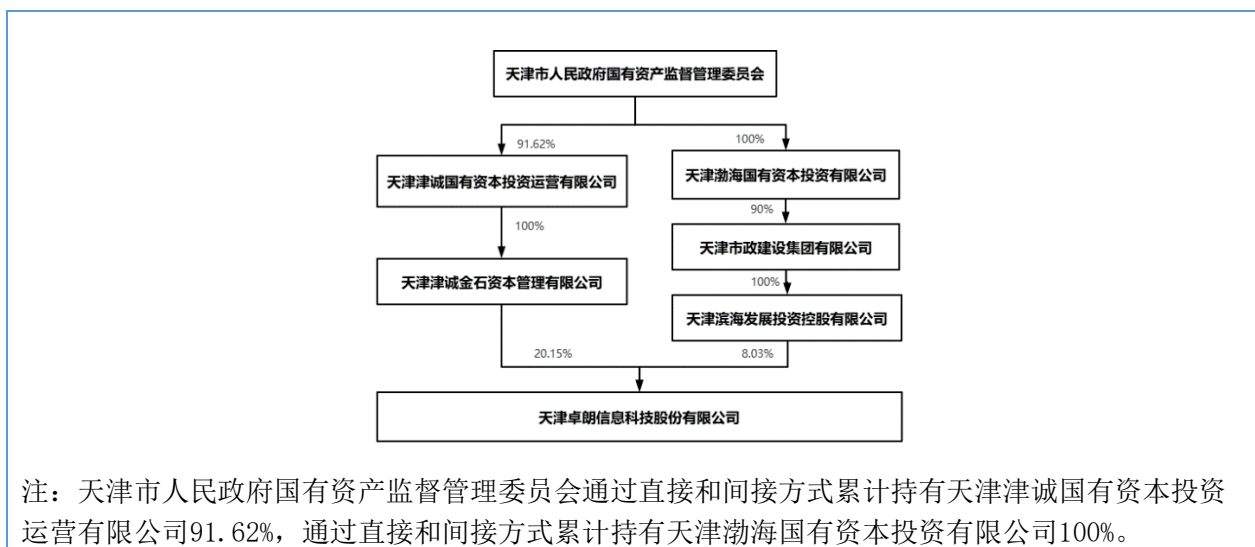 天津市人民政府国有资产监督管理委员会
91.62%
100%
天津津诚国有资本投资运营有限公司
天津渤海国有资本投资有限公司
90%
100%
天津市政建设集团有限公司
天津津诚金石资本管理有限公司
100%
天津滨海发展投资控股有限公司
20.15%
8.03%
天津卓朗信息科技股份有限公司
注：天津市人民政府国有资产监督管理委员会通过直接和间接方式累计持有天津津诚国有资本投资
运营有限公司91.62%，通过直接和间接方式累计持有天津渤海国有资本投资有限公司100%。